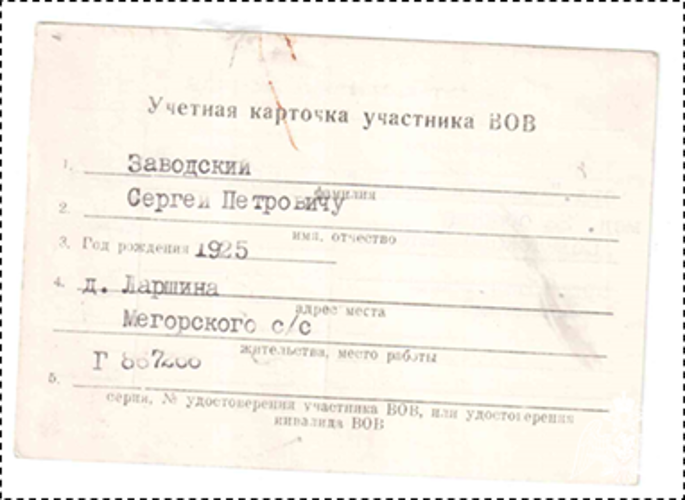 Учетная карточка участника ВОВ
1. Заводский
фамилия
2. Сергей Петровичу
имя, отчество
3. Год рождения 1925
4. д. Ларшина
адрес места
Мегорского с/с
жительства, место работы
Г
5.
серия, № удостоверения участника ВОВ, или удостоверения
инвалида ВОВ